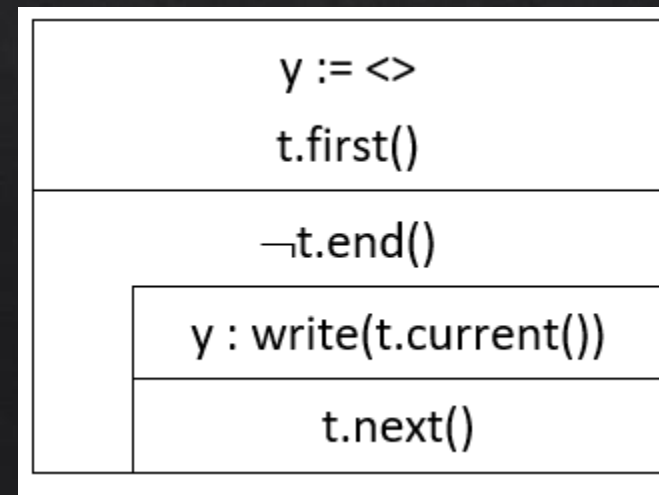 y := <>
t.first()
¬t.end()
y : write(t.current())
t.next()